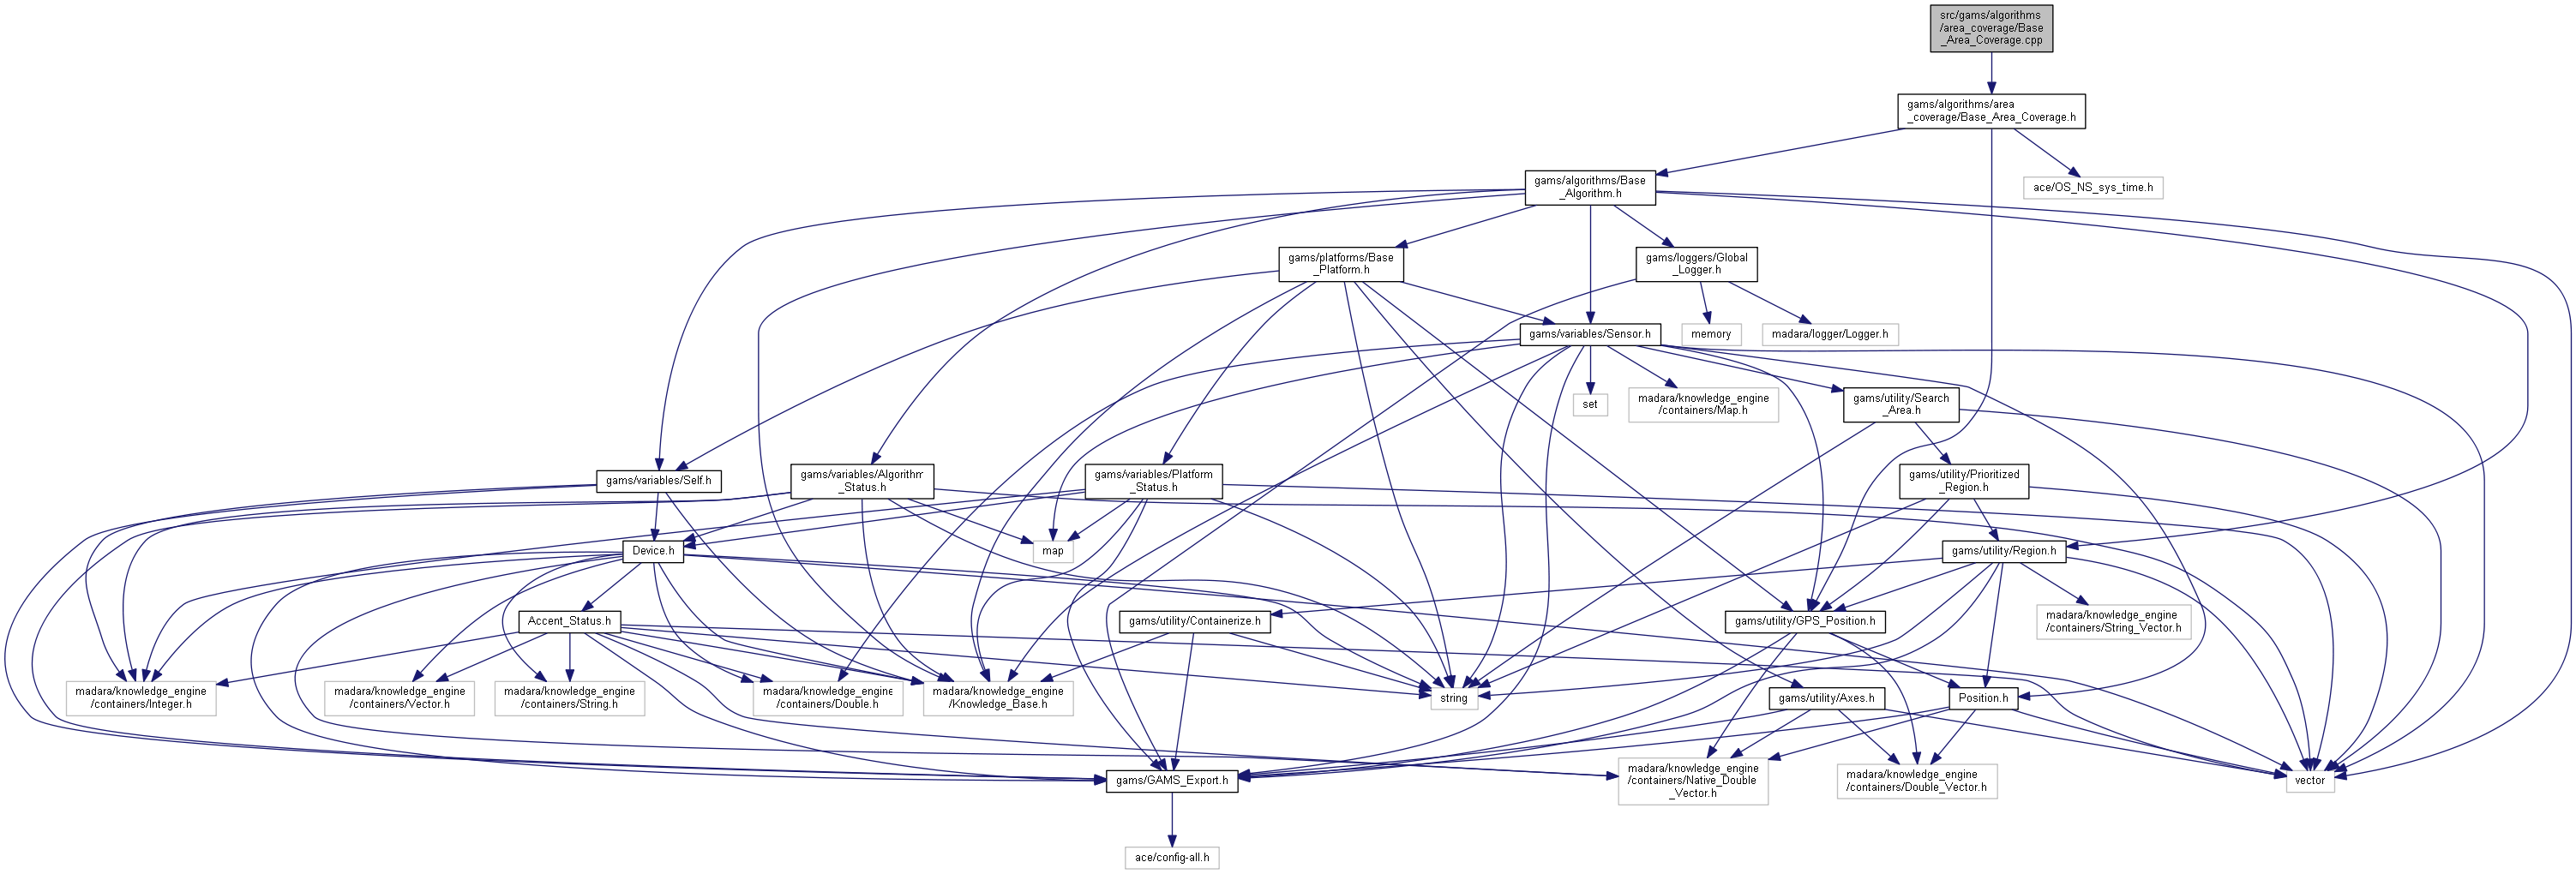 src/gams/algorithms
/area_coverage/Base
_Area_Coverage.cpp
gams/algorithms/area
_coverage/Base_Area_Coverage.h
gams/algorithms/Base
_Algorithm.h
ace/OS_NS_sys_time.h
gams/platforms/Base
_Platform.h
gams/loggers/Global
_Logger.h
gams/variables/Sensor.h
memory
madara/logger/Logger.h
set
madara/knowledge_engine
/containers/Map.h
gams/utility/Search
_Area.h
gams/variables/Self.h
gams/variables/Algorithm
_Status.h
gams/variables/Platform
_Status.h
gams/utility/Prioritized
_Region.h
Device.h
map
gams/utility/Region.h
Accent_Status.h
gams/utility/Containerize.h
gams/utility/GPS_Position.h
madara/knowledge_engine
/containers/String_Vector.h
madara/knowledge_engine
/containers/Integer.h
madara/knowledge_engine
/containers/Vector.h
madara/knowledge_engine
/containers/String.h
madara/knowledge_engine
/containers/Double.h
madara/knowledge_engine
/Knowledge_Base.h
string
gams/utility/Axes.h
Position.h
gams/GAMS_Export.h
madara/knowledge_engine
/containers/Native_Double
_Vector.h
madara/knowledge_engine
/containers/Double_Vector.h
vector
ace/config-all.h